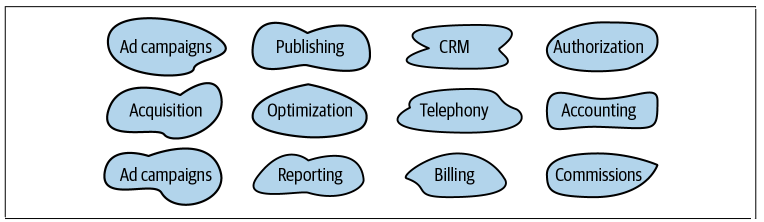 Ad campaigns Publishing CRM Authorization
Acquisition Optimization Telephony Accounting
Ad campaigns Reporting Billing Commissions